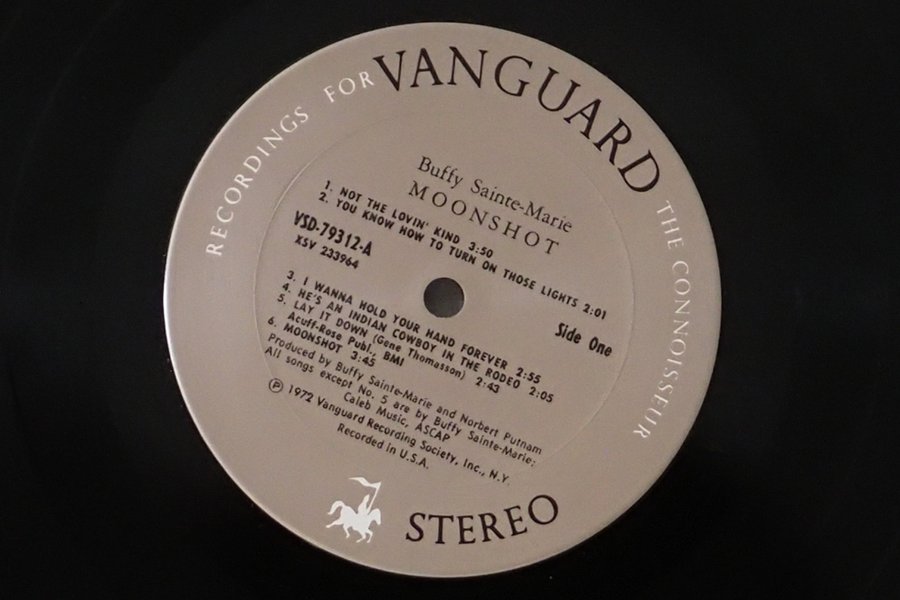 RECORDINGS FOR VANGUARD THE CONNOISSEUR
Buffy Sainte-Marie
MOONSHOT
1. NOT THE LOVIN' KIND 3:50
2. YOU KNOW HOW TO TURN ON THOSE LIGHTS 2:01
VSD-79312-A
XSV 233964
Side One
3. I WANNA HOLD YOUR HAND FOREVER 2:55
4. HE'S AN INDIAN COWBOY IN THE RODEO 2:05
5. LAY IT DOWN (Gene Thomasson) 2:43
Acuff-Rose Publ., BMI
6. MOONSHOT 3:45
Produced by Buffy Sainte-Marie and Norbert Putnam
All songs except No. 5 are by Buffy Sainte-Marie:
Caleb Music, ASCAP
Ⓟ 1972 Vanguard Recording Society, Inc., N.Y.
Recorded in U.S.A.
STEREO